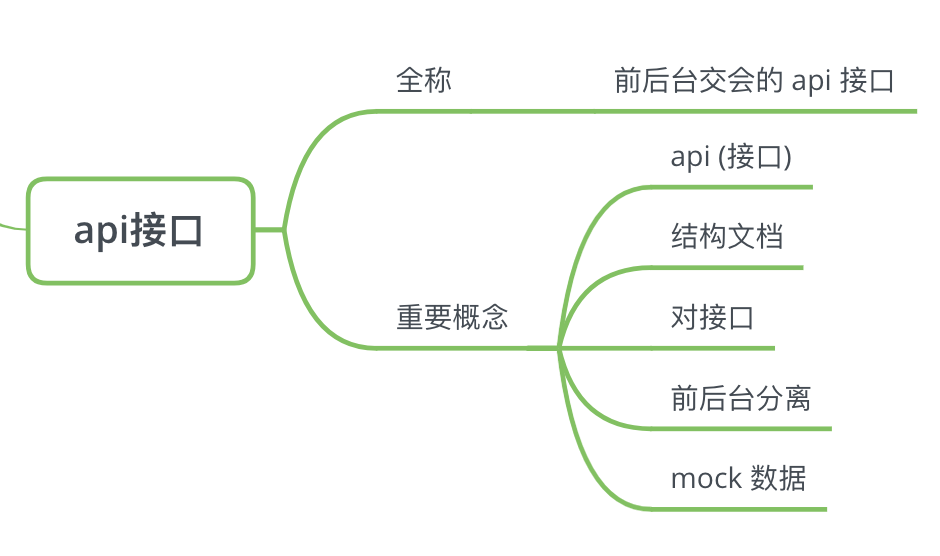 全称
前后台交会的 api 接口
api接口
重要概念
api (接口)
结构文档
对接口
前后台分离
mock 数据